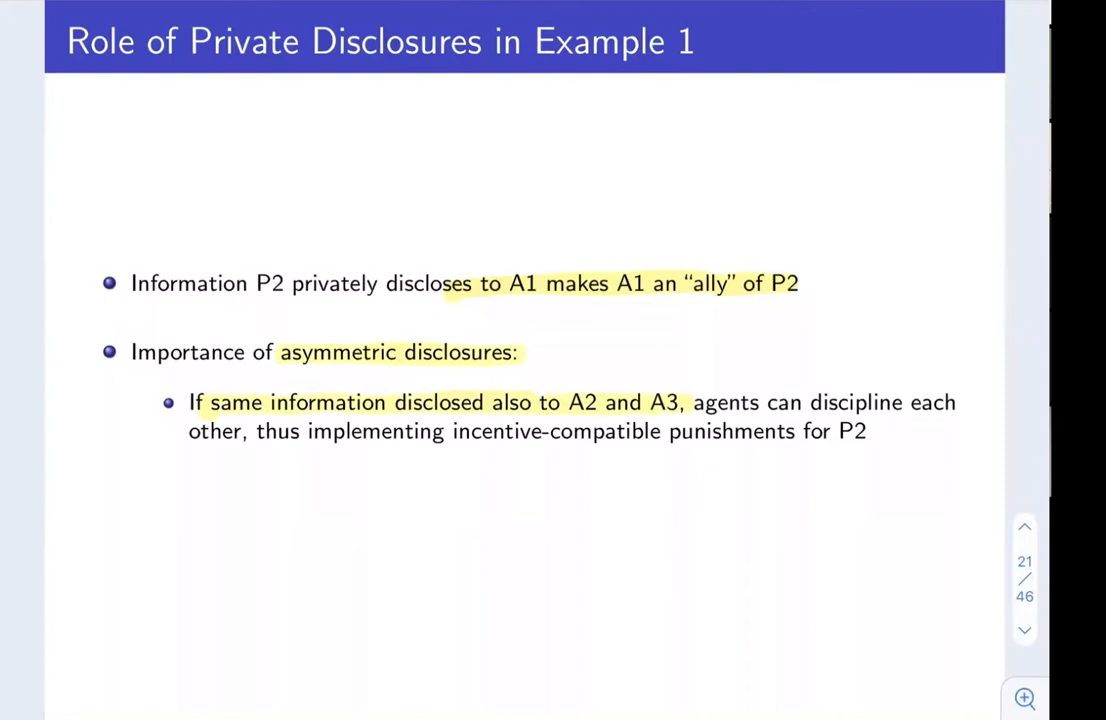 Role of Private Disclosures in Example 1
Information P2 privately discloses to A1 makes A1 an “ally” of P2
Importance of asymmetric disclosures:
If same information disclosed also to A2 and A3, agents can discipline each
other, thus implementing incentive-compatible punishments for P2
21
/
46